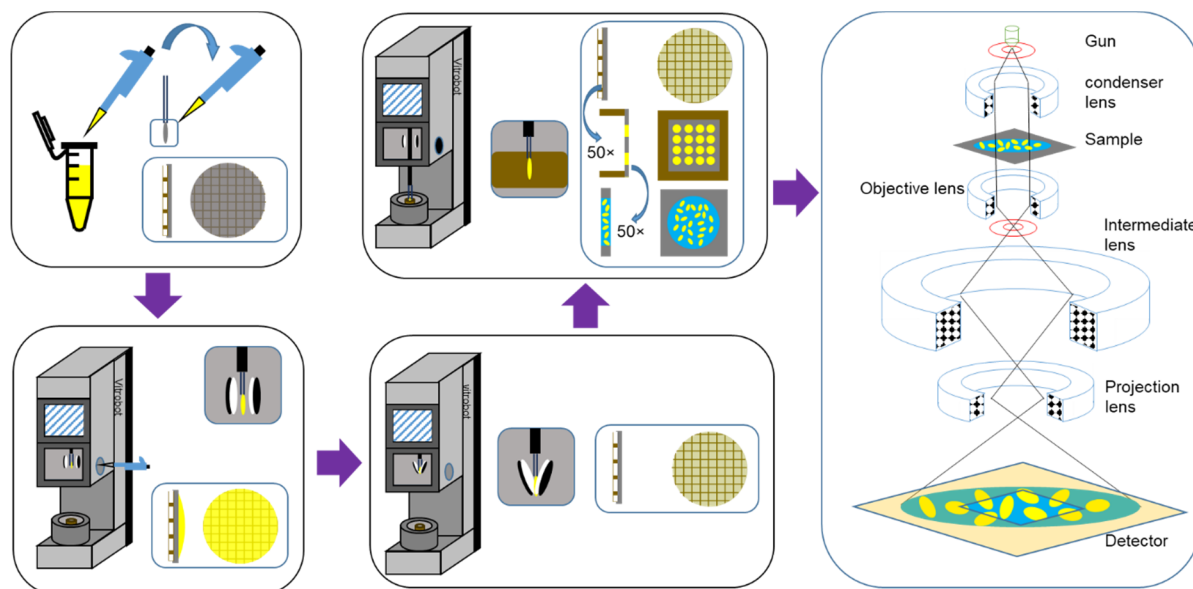 Vitrobot
50×
50×
Vitrobot
vitrobot
Gun
condenser
lens
Sample
Objective lens
Intermediate
lens
Projection
lens
Detector